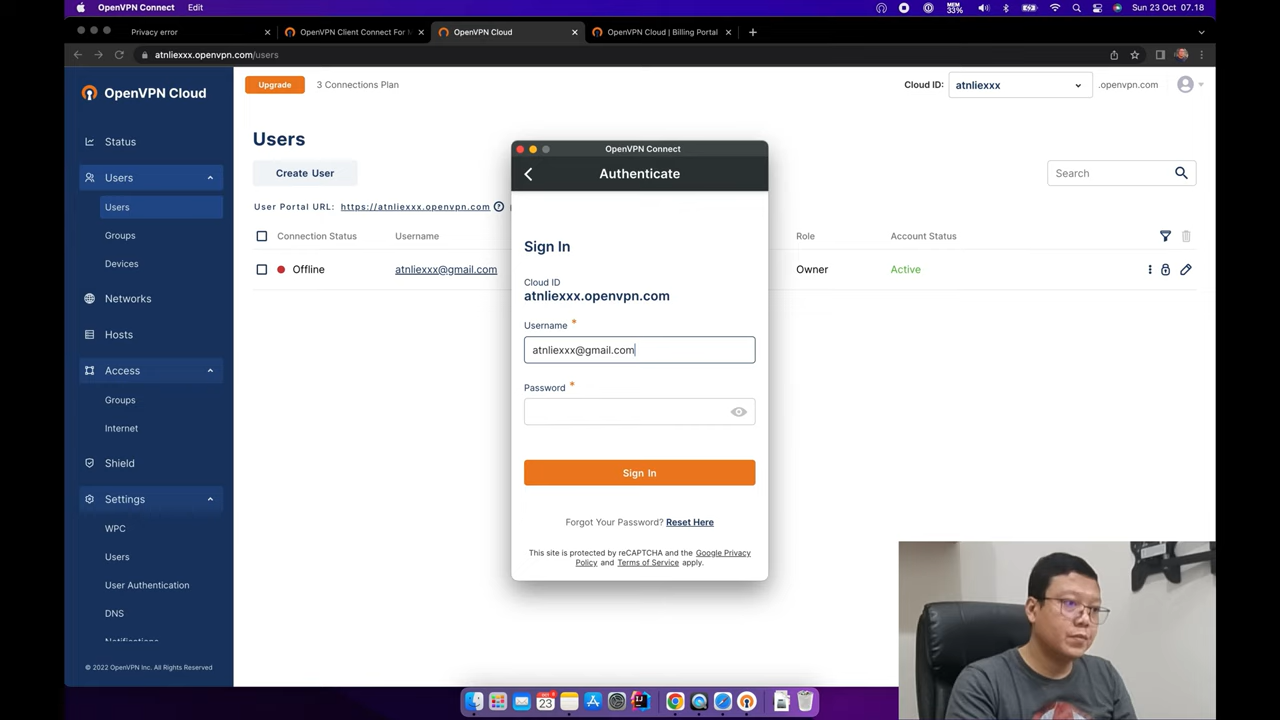 OpenVPN Connect Edit
MEM 33% Sun 23 Oct 07.18
Privacy error
OpenVPN Client Connect For M
OpenVPN Cloud
OpenVPN Cloud | Billing Portal
atnliexxx.openvpn.com/users
OpenVPN Cloud
Upgrade
3 Connections Plan
Cloud ID:
atnliexxx
.openvpn.com
Status
Users
Users
Groups
Devices
Networks
Hosts
Access
Groups
Internet
Shield
Settings
WPC
Users
User Authentication
DNS
Notifications
© 2022 OpenVPN Inc. All Rights Reserved
Users
Create User
Search
User Portal URL: https://atnliexxx.openvpn.com
Connection Status Username Role Account Status
Offline atnliexxx@gmail.com Owner Active
OpenVPN Connect
Authenticate
Sign In
Cloud ID
atnliexxx.openvpn.com
Username *
atnliexxx@gmail.com
Password *
Sign In
Forgot Your Password? Reset Here
This site is protected by reCAPTCHA and the Google Privacy
Policy and Terms of Service apply.
OCT
23